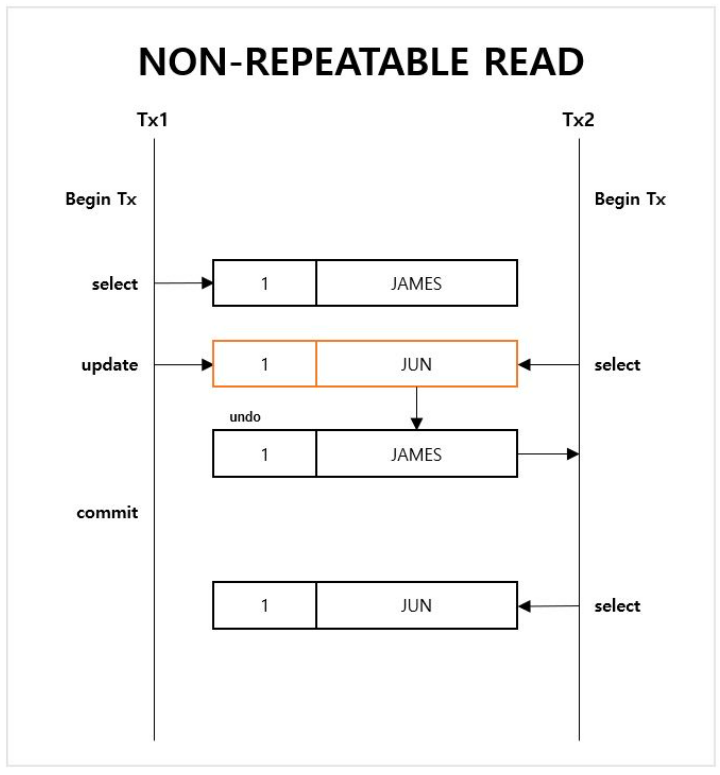 NON-REPEATABLE READ
Tx1 Tx2
Begin Tx Begin Tx
select 1 JAMES
update 1 JUN select
undo
1 JAMES
commit
1 JUN select